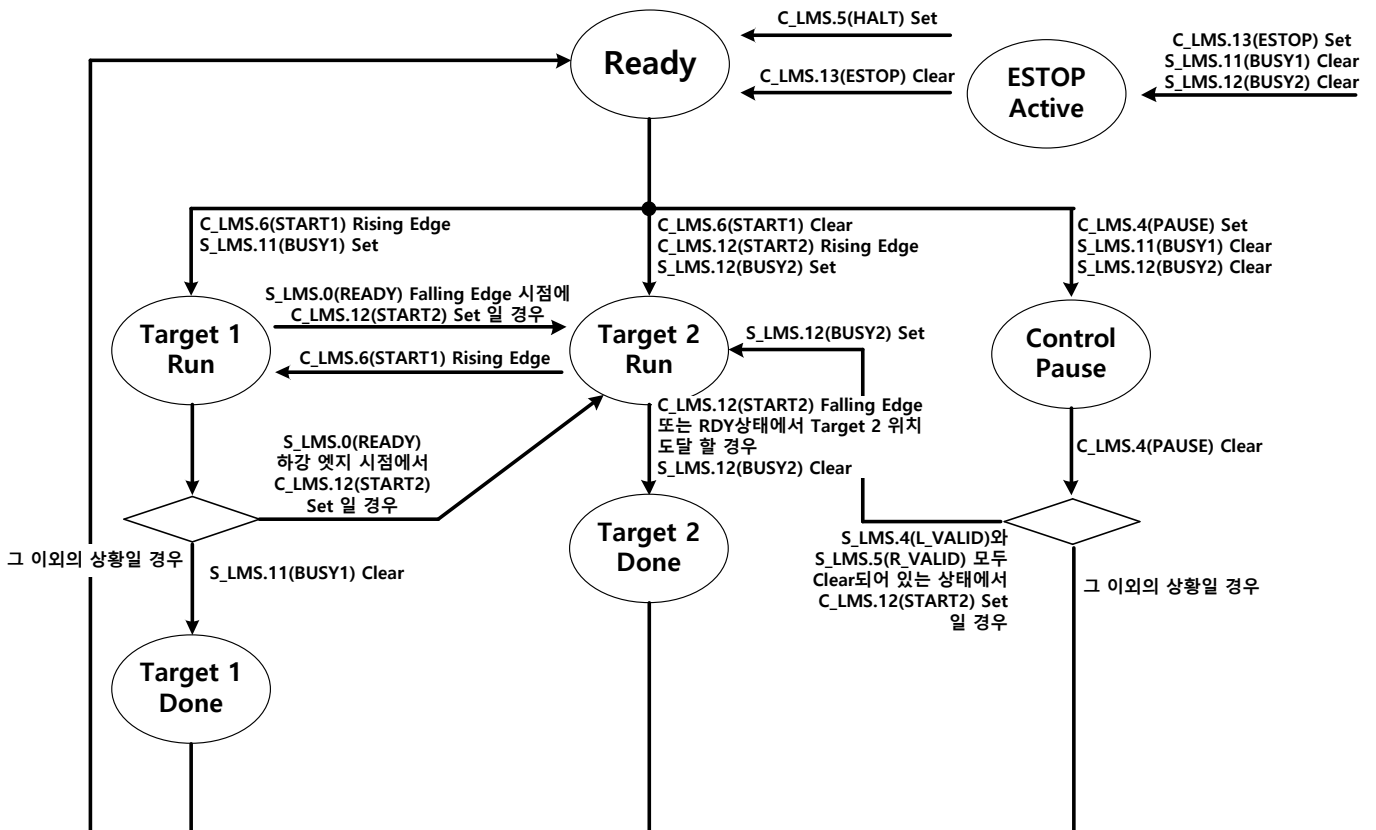 C_LMS.5(HALT) Set
Ready
C_LMS.13(ESTOP) Clear
ESTOP
Active
C_LMS.13(ESTOP) Set
S_LMS.11(BUSY1) Clear
S_LMS.12(BUSY2) Clear
C_LMS.6(START1) Rising Edge
S_LMS.11(BUSY1) Set
C_LMS.6(START1) Clear
C_LMS.12(START2) Rising Edge
S_LMS.12(BUSY2) Set
C_LMS.4(PAUSE) Set
S_LMS.11(BUSY1) Clear
S_LMS.12(BUSY2) Clear
Target 1
Run
S_LMS.0(READY) Falling Edge 시점에
C_LMS.12(START2) Set 일 경우
C_LMS.6(START1) Rising Edge
Target 2
Run
S_LMS.12(BUSY2) Set
Control
Pause
S_LMS.0(READY)
하강 엣지 시점에서
C_LMS.12(START2)
Set 일 경우
C_LMS.12(START2) Falling Edge
또는 RDY상태에서 Target 2 위치
도달 할 경우
S_LMS.12(BUSY2) Clear
C_LMS.4(PAUSE) Clear
그 이외의 상황일 경우
S_LMS.11(BUSY1) Clear
Target 2
Done
S_LMS.4(L_VALID)와
S_LMS.5(R_VALID) 모두
Clear되어 있는 상태에서
C_LMS.12(START2) Set
일 경우
그 이외의 상황일 경우
Target 1
Done